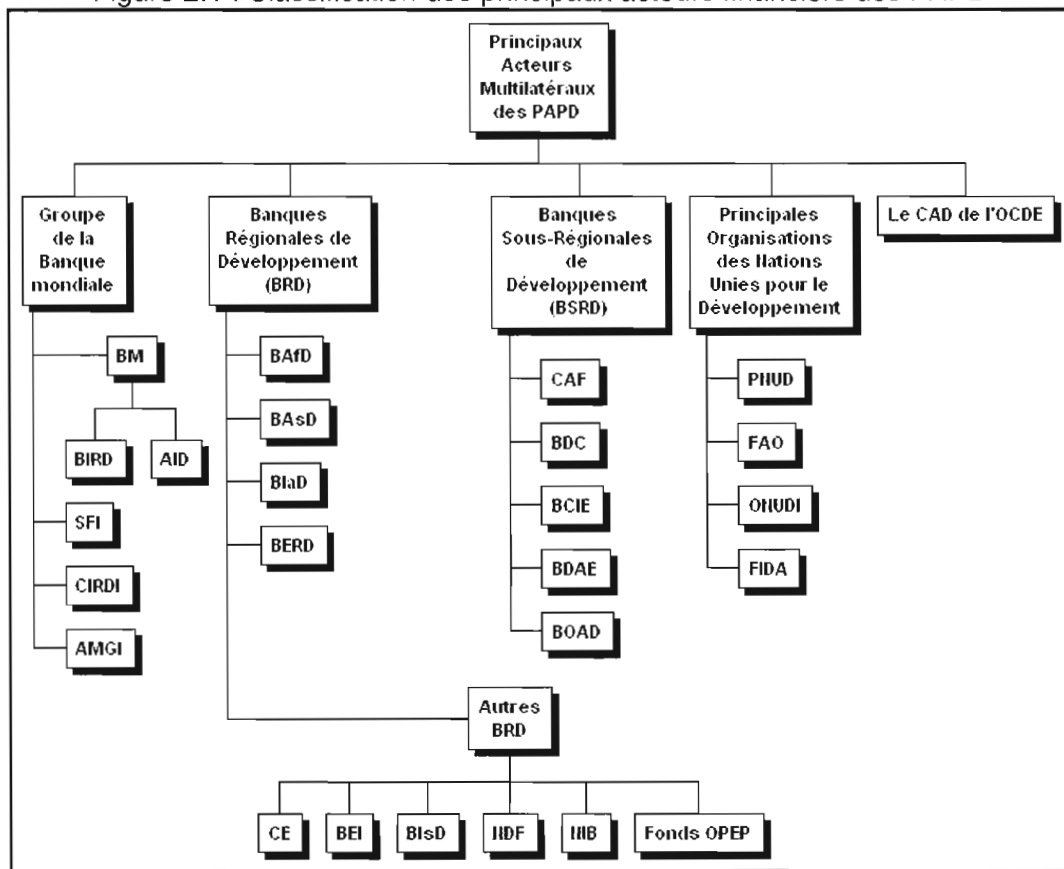 Principaux
Acteurs
Multilatéraux
des PAPD
Groupe
de la
Banque
mondiale
Banques
Régionales de
Développement
(BRD)
Banques
Sous-Régionales
de
Développement
(BSRD)
Principales
Organisations
des Nations
Unies pour le
Développement
Le CAD de l'OCDE
BM
BIRD
AID
SFI
CIRDI
AMGI
BAfD
BAsD
BIaD
BERD
CAF
BDC
BCIE
BDAE
BOAD
PNUD
FAO
ONUDI
FIDA
Autres
BRD
CE
BEI
BIsD
NDF
NIB
Fonds OPEP